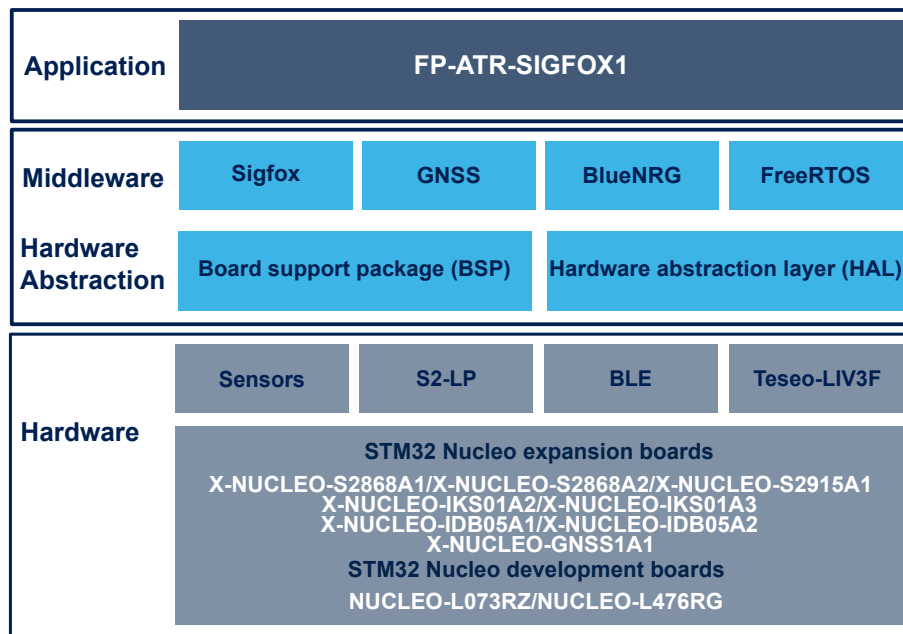 Application
FP-ATR-SIGFOX1
Middleware
Sigfox
GNSS
BlueNRG
FreeRTOS
Hardware
Abstraction
Board support package (BSP)
Hardware abstraction layer (HAL)
Hardware
Sensors
S2-LP
BLE
Teseo-LIV3F
STM32 Nucleo expansion boards
X-NUCLEO-S2868A1/X-NUCLEO-S2868A2/X-NUCLEO-S2915A1
X-NUCLEO-IKS01A2/X-NUCLEO-IKS01A3
X-NUCLEO-IDB05A1/X-NUCLEO-IDB05A2
X-NUCLEO-GNSS1A1
STM32 Nucleo development boards
NUCLEO-L073RZ/NUCLEO-L476RG